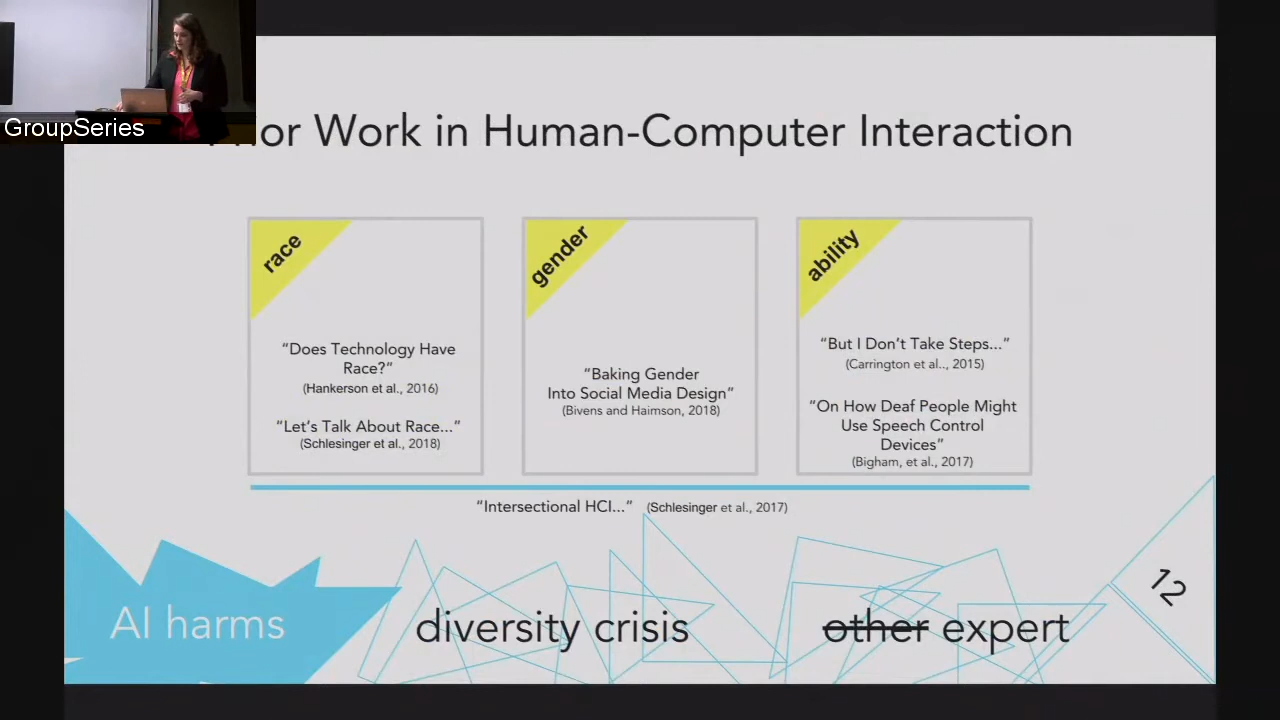 GroupSeries
or Work in Human-Computer Interaction
race
gender
ability
“Does Technology Have
Race?”
(Hankerson et al., 2016)
“Let’s Talk About Race...”
(Schlesinger et al., 2018)
“Baking Gender
Into Social Media Design”
(Bivens and Haimson, 2018)
“But I Don’t Take Steps...”
(Carrington et al.., 2015)
“On How Deaf People Might
Use Speech Control
Devices”
(Bigham, et al., 2017)
“Intersectional HCI...” (Schlesinger et al., 2017)
AI harms
diversity crisis
other expert
12